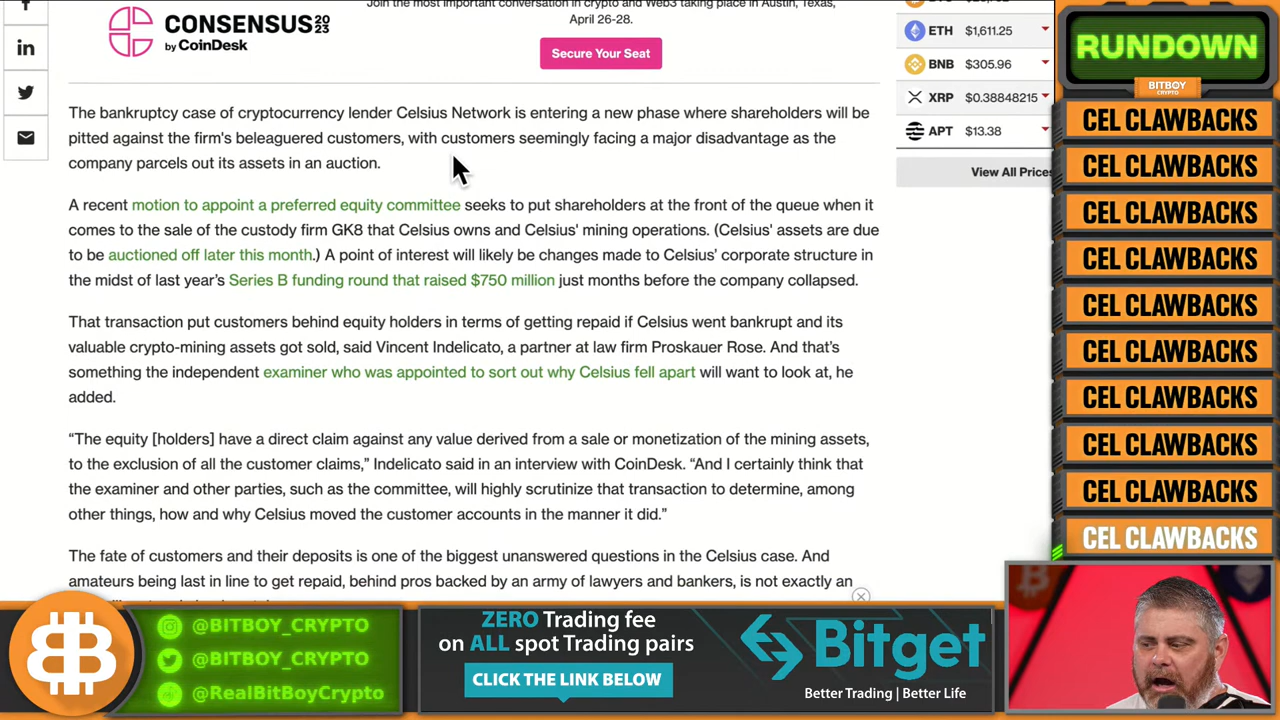 f
in
CONSENSUS 2023
by CoinDesk
Join the most important conversation in crypto and Web3 taking place in Austin, Texas,
April 26-28.
Secure Your Seat
ETH $1,611.25
BNB $305.96
XRP $0.38848215
APT $13.38
View All Prices
The bankruptcy case of cryptocurrency lender Celsius Network is entering a new phase where shareholders will be
pitted against the firm's beleaguered customers, with customers seemingly facing a major disadvantage as the
company parcels out its assets in an auction.
A recent motion to appoint a preferred equity committee seeks to put shareholders at the front of the queue when it
comes to the sale of the custody firm GK8 that Celsius owns and Celsius' mining operations. (Celsius' assets are due
to be auctioned off later this month.) A point of interest will likely be changes made to Celsius' corporate structure in
the midst of last year's Series B funding round that raised $750 million just months before the company collapsed.
That transaction put customers behind equity holders in terms of getting repaid if Celsius went bankrupt and its
valuable crypto-mining assets got sold, said Vincent Indelicato, a partner at law firm Proskauer Rose. And that's
something the independent examiner who was appointed to sort out why Celsius fell apart will want to look at, he
added.
“The equity [holders] have a direct claim against any value derived from a sale or monetization of the mining assets,
to the exclusion of all the customer claims,” Indelicato said in an interview with CoinDesk. “And I certainly think that
the examiner and other parties, such as the committee, will highly scrutinize that transaction to determine, among
other things, how and why Celsius moved the customer accounts in the manner it did.”
The fate of customers and their deposits is one of the biggest unanswered questions in the Celsius case. And
amateurs being last in line to get repaid, behind pros backed by an army of lawyers and bankers, is not exactly an
RUNDOWN
BITBOY
CRYPTO
CEL CLAWBACKS
CEL CLAWBACKS
CEL CLAWBACKS
CEL CLAWBACKS
CEL CLAWBACKS
CEL CLAWBACKS
CEL CLAWBACKS
CEL CLAWBACKS
CEL CLAWBACKS
CEL CLAWBACKS
@BITBOY_CRYPTO
@BITBOY_CRYPTO
@RealBitBoyCrypto
ZERO Trading fee
on ALL spot Trading pairs
CLICK THE LINK BELOW
Bitget
Better Trading | Better Life